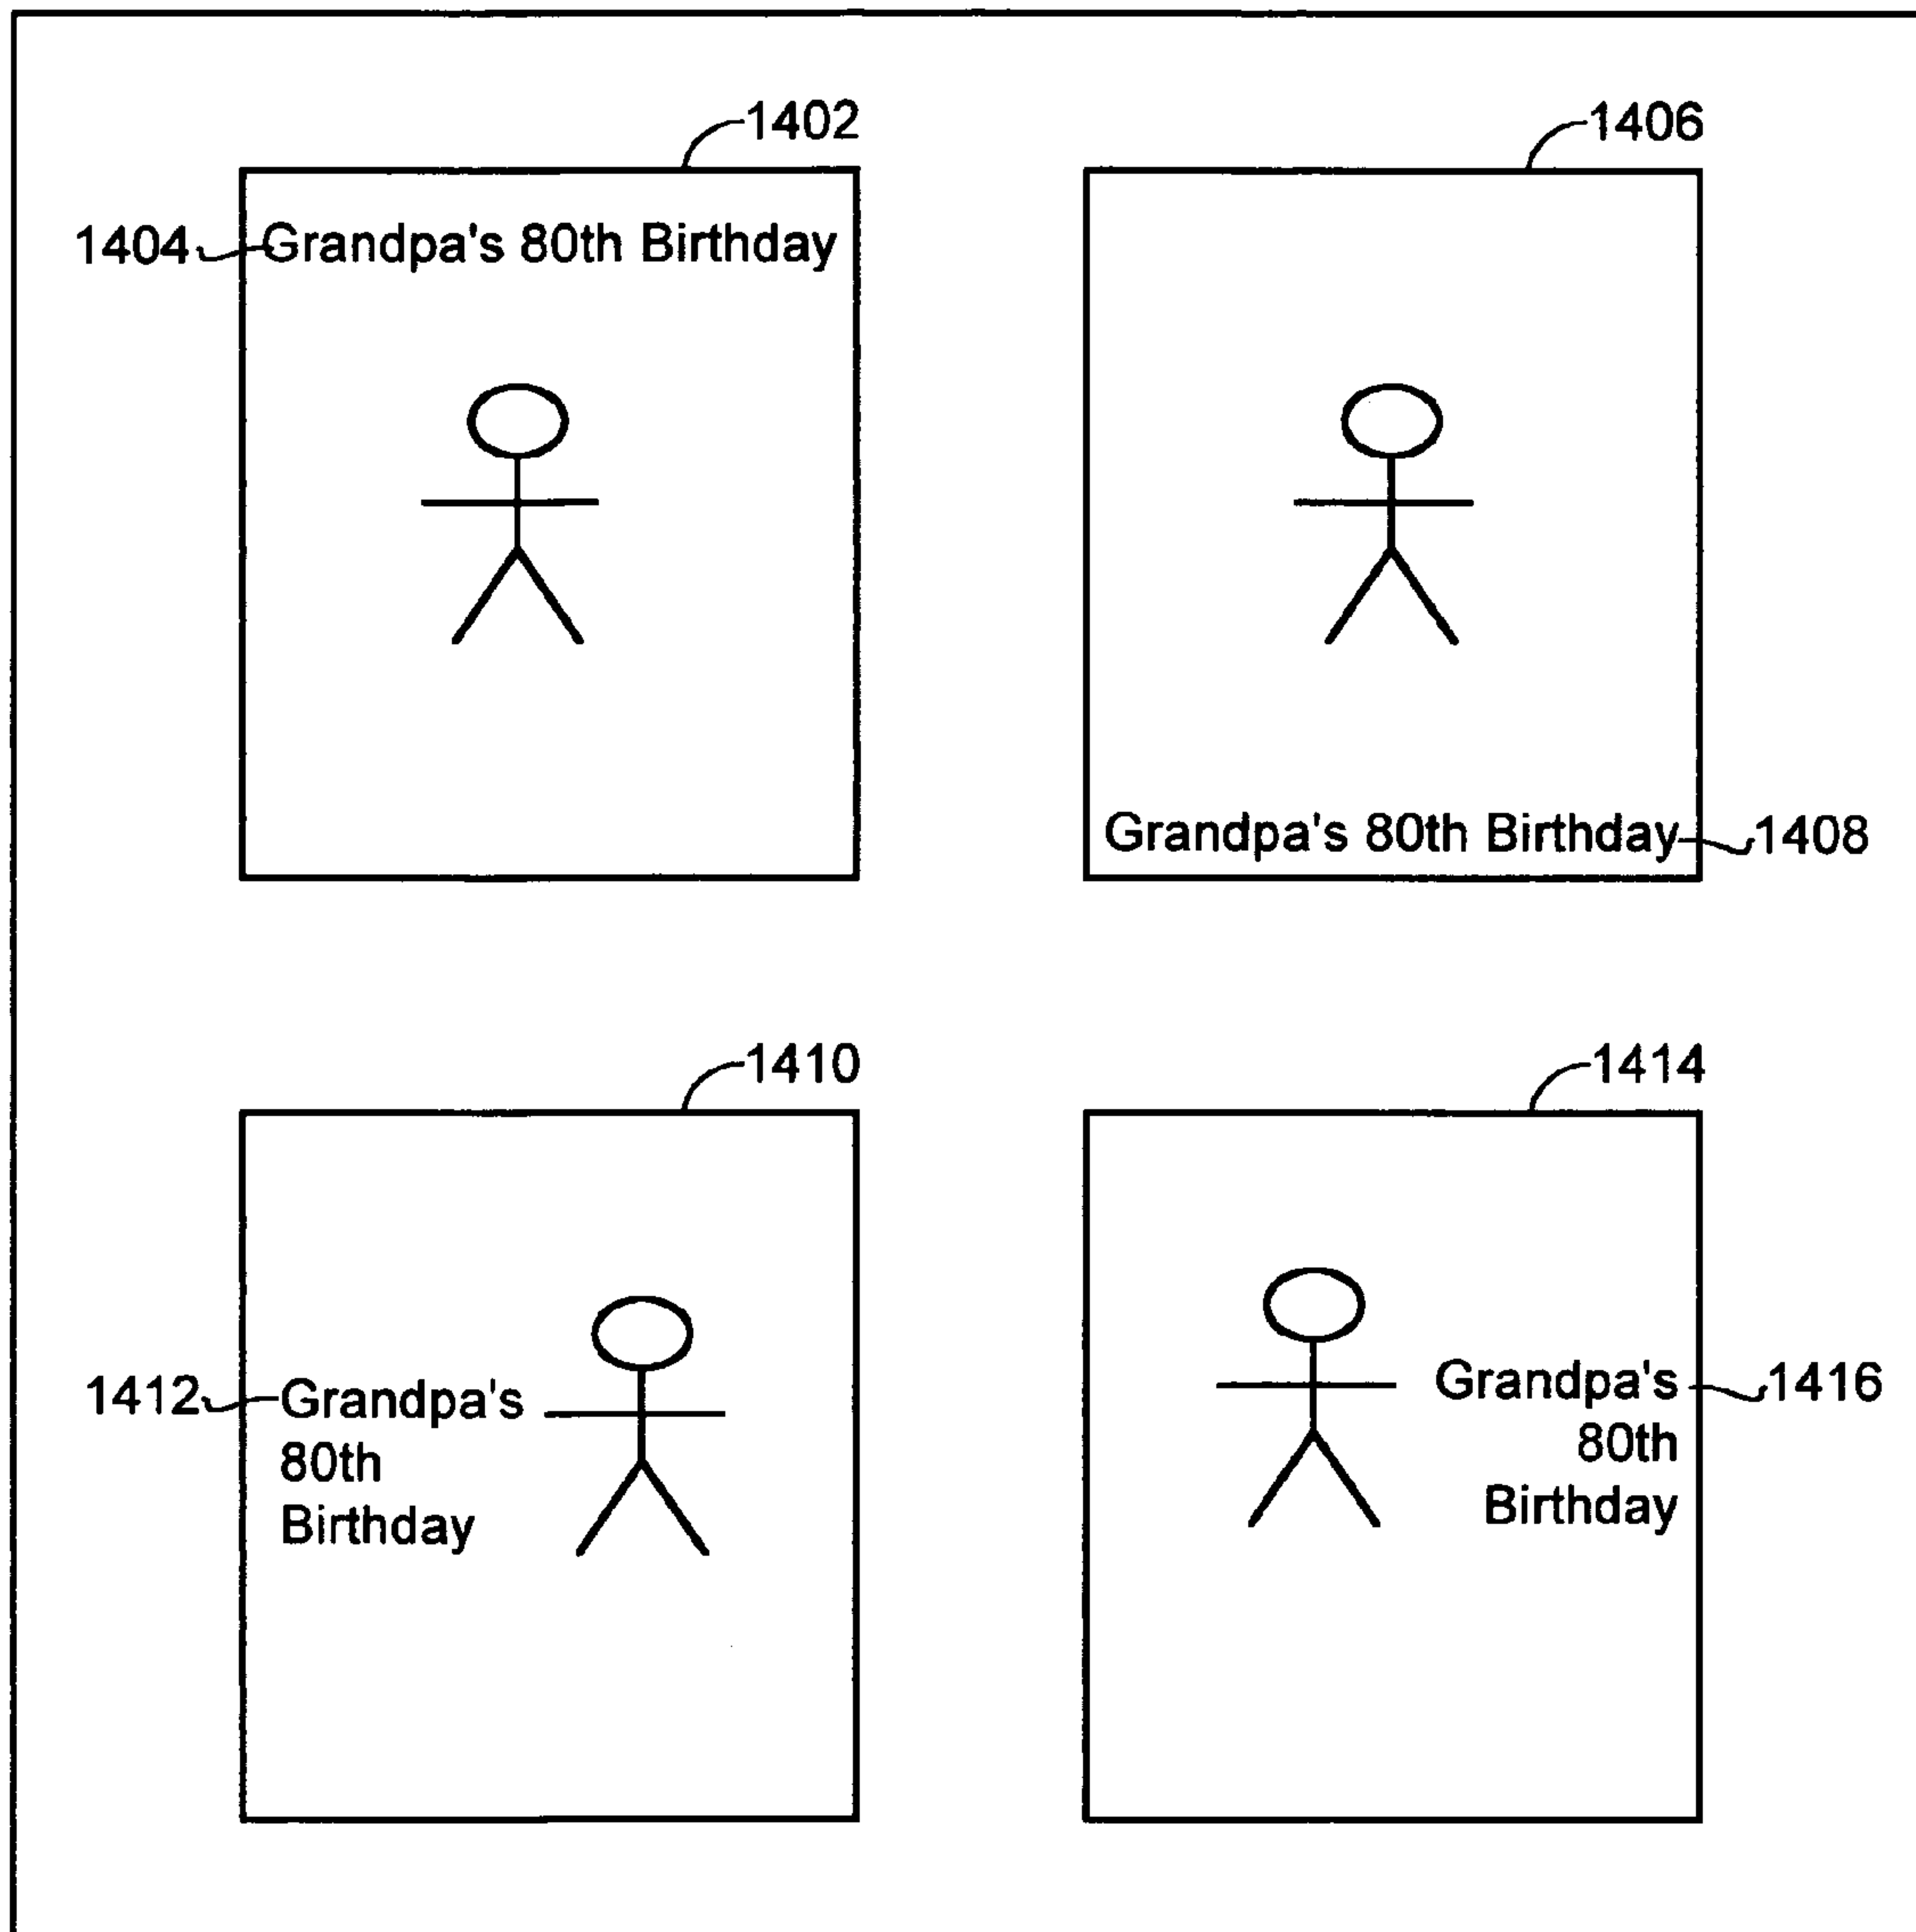 1402
1406
1404 Grandpa's 80th Birthday
Grandpa's 80th Birthday 1408
1410
1414
1412 Grandpa's
80th
Birthday
Grandpa's 1416
80th
Birthday